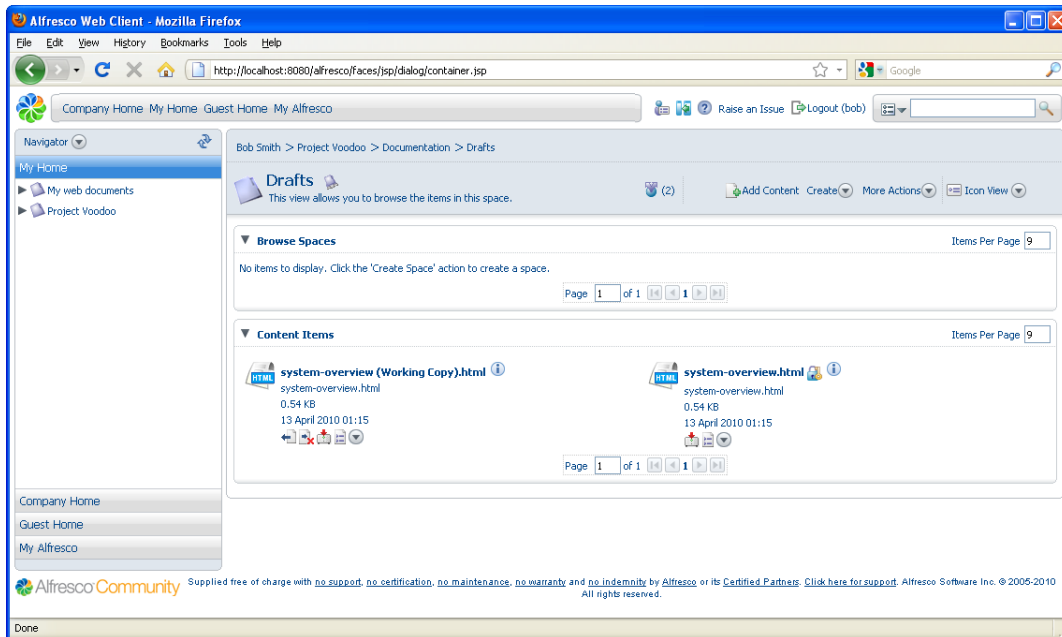 Alfresco Web Client - Mozilla Firefox
File Edit View History Bookmarks Tools Help
http://localhost:8080/alfresco/faces/jsp/dialog/container.jsp
Google
Company Home My Home Guest Home My Alfresco
Raise an Issue Logout (bob)
Navigator
My Home
My web documents
Project Voodoo
Bob Smith > Project Voodoo > Documentation > Drafts
Drafts
This view allows you to browse the items in this space.
(2)
Add Content Create More Actions Icon View
Browse Spaces
Items Per Page 9
No items to display. Click the 'Create Space' action to create a space.
Page 1 of 1 1
Content Items
Items Per Page 9
HTML
system-overview (Working Copy).html
system-overview.html
0.54 KB
13 April 2010 01:15
HTML
system-overview.html
system-overview.html
0.54 KB
13 April 2010 01:15
Page 1 of 1 1
Company Home
Guest Home
My Alfresco
Alfresco Community
Supplied free of charge with no support, no certification, no maintenance, no warranty and no indemnity by Alfresco or its Certified Partners. Click here for support. Alfresco Software Inc. © 2005-2010
All rights reserved.
Done